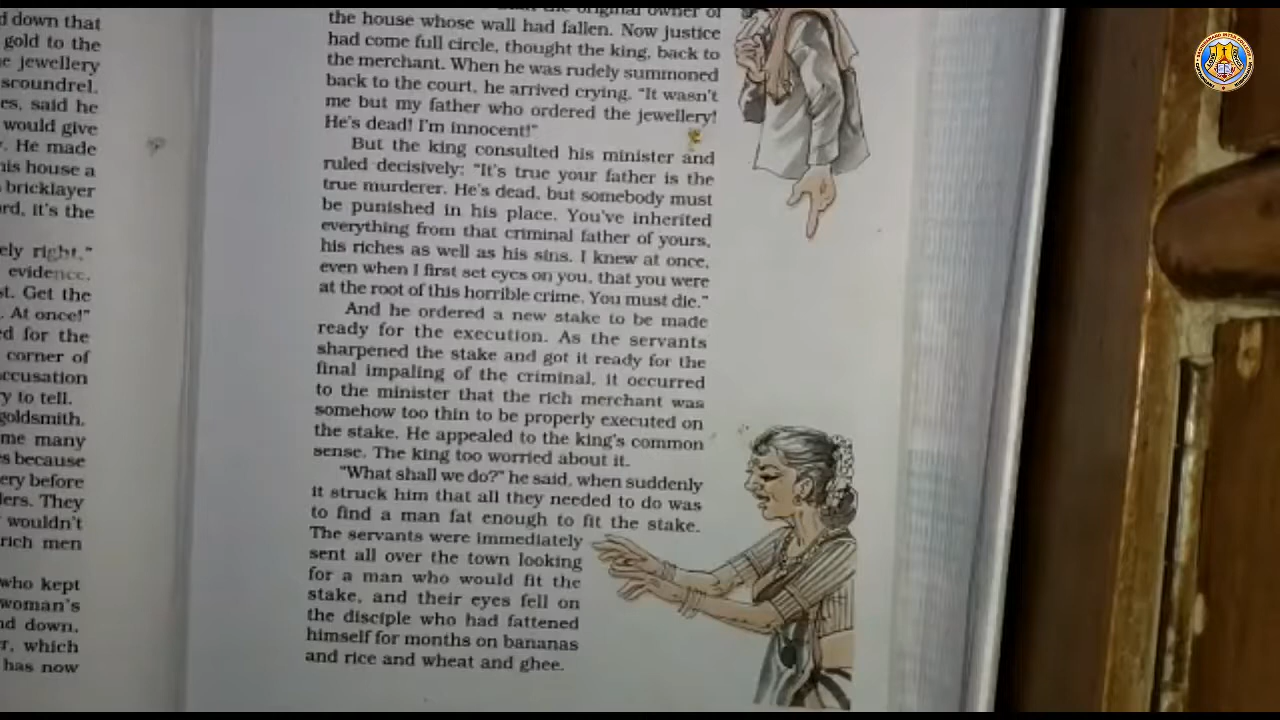 d down that
gold to the
e jewellery
scoundrel.
es, said he
would give
. He made
his house a
bricklayer
ard, it's the
ely right,"
evidence.
st. Get the
. At once!"
ed for the
corner of
accusation
y to tell.
goldsmith.
me many
s because
ery before
lers. They
wouldn't
rich men
who kept
woman's
nd down.
r, which
has now
the original owner of
the house whose wall had fallen. Now justice
had come full circle, thought the king, back to
the merchant. When he was rudely summoned
back to the court, he arrived crying, "It wasn't
me but my father who ordered the jewellery!
He's dead! I'm innocent!"
But the king consulted his minister and
ruled decisively: "It's true your father is the
true murderer. He's dead, but somebody must
be punished in his place. You've inherited
everything from that criminal father of yours,
his riches as well as his sins. I knew at once,
even when I first set eyes on you, that you were
at the root of this horrible crime. You must die."
And he ordered a new stake to be made
ready for the execution. As the servants
sharpened the stake and got it ready for the
final impaling of the criminal, it occurred
to the minister that the rich merchant was
somehow too thin to be properly executed on
the stake. He appealed to the king's common
sense. The king too worried about it.
"What shall we do?" he said, when suddenly
it struck him that all they needed to do was
to find a man fat enough to fit the stake.
The servants were immediately
sent all over the town looking
for a man who would fit the
stake, and their eyes fell on
the disciple who had fattened
himself for months on bananas
and rice and wheat and ghee.